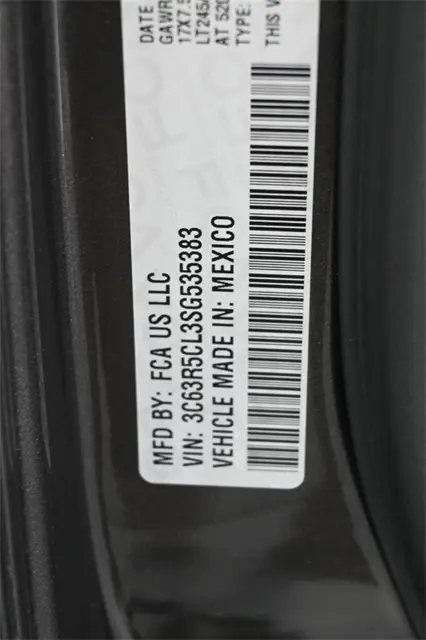 MFD BY: FCA US LLC
VIN: 3C63R5CL3SG535383
VEHICLE MADE IN: MEXICO
DATE
GAWR
17X7.5
LT245/
AT 520
TYPE:
THIS V